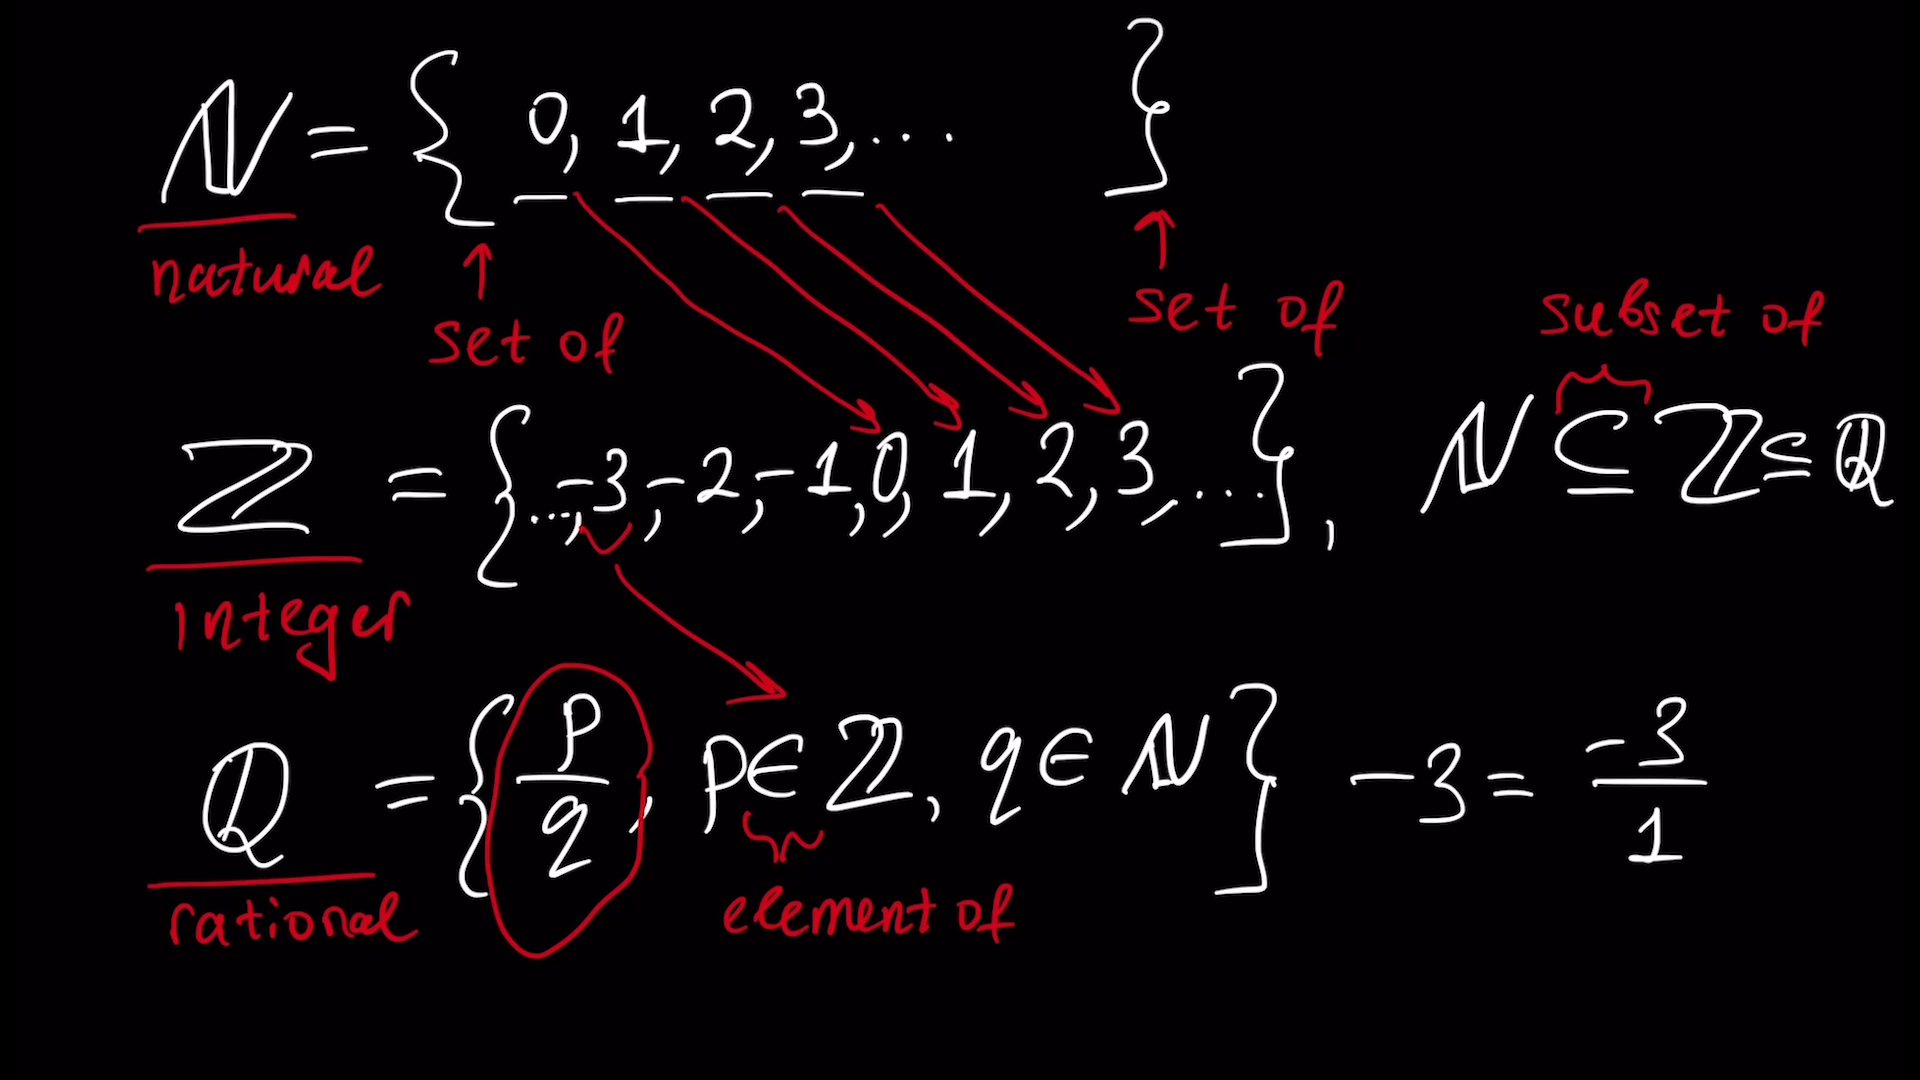 ℕ = { 0, 1, 2, 3, ... }
natural
set of
set of
subset of
ℤ = { ..., -3, -2, -1, 0, 1, 2, 3, ... }, ℕ ⊆ ℤ ⊆ ℚ
integer
ℚ = { p/q, p ∈ ℤ, q ∈ ℕ } -3 = -3/1
rational
element of